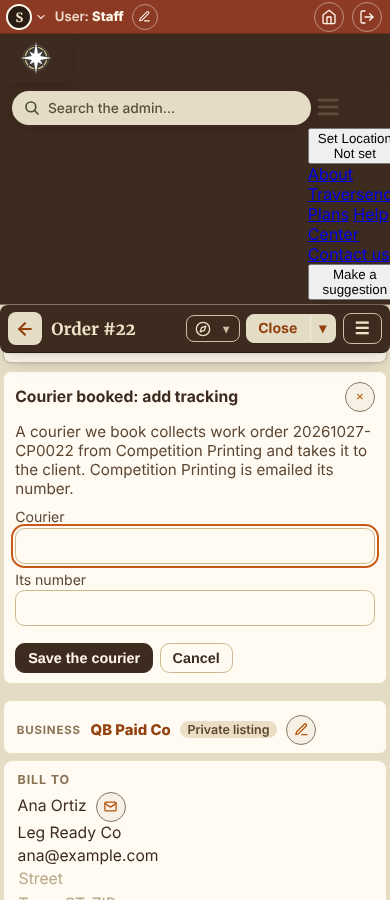 S User: Staff
Search the admin...
Set Location
Not set
About
Plans Help
Center
Contact us
Make a
suggestion
Order #22
Close
Courier booked: add tracking
A courier we book collects work order 20261027-
CP0022 from Competition Printing and takes it to
the client. Competition Printing is emailed its
number.
Courier
Its number
Save the courier Cancel
BUSINESS QB Paid Co Private listing
BILL TO
Ana Ortiz
Leg Ready Co
ana@example.com
Street